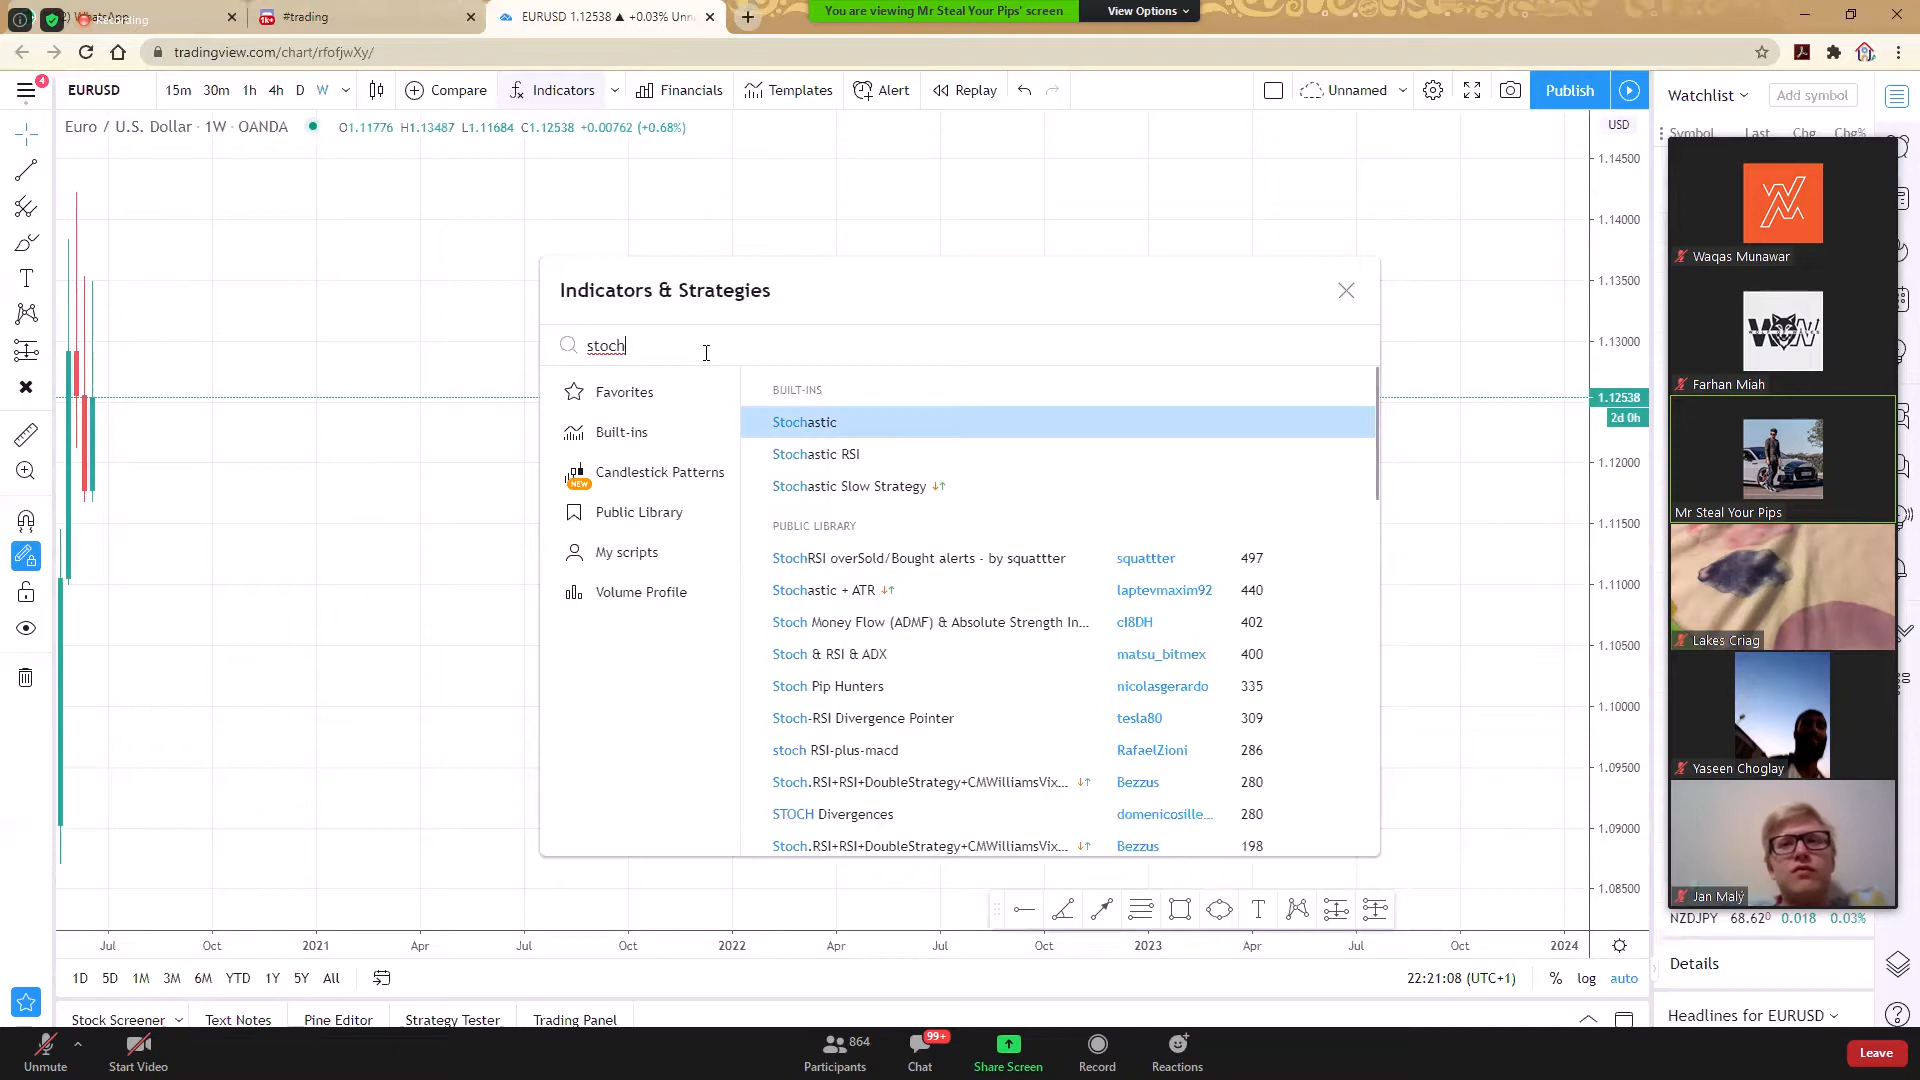 WhatsApp
Recording
#trading
EURUSD 1.12538 ▲ +0.03% Unn
You are viewing Mr Steal Your Pips' screen
View Options
tradingview.com/chart/rfofjwXy/
4
EURUSD
15m
30m
1h
4h
D
W
Compare
Indicators
Financials
Templates
Alert
Replay
Unnamed
Publish
Watchlist
Add symbol
Euro / U.S. Dollar · 1W · OANDA
O1.11776 H1.13487 L1.11684 C1.12538 +0.00762 (+0.68%)
USD
Symbol
Last
Chg
Chg%
1.14500
1.14000
1.13500
1.13000
1.12538
2d 0h
1.12000
1.11500
1.11000
1.10500
1.10000
1.09500
1.09000
1.08500
Indicators & Strategies
stoch
Favorites
Built-ins
Candlestick Patterns
NEW
Public Library
My scripts
Volume Profile
BUILT-INS
Stochastic
Stochastic RSI
Stochastic Slow Strategy
PUBLIC LIBRARY
StochRSI overSold/Bought alerts - by squattter squattter 497
Stochastic + ATR laptevmaxim92 440
Stoch Money Flow (ADMF) & Absolute Strength In... cI8DH 402
Stoch & RSI & ADX matsu_bitmex 400
Stoch Pip Hunters nicolasgerardo 335
Stoch-RSI Divergence Pointer tesla80 309
stoch RSI-plus-macd RafaelZioni 286
Stoch.RSI+RSI+DoubleStrategy+CMWilliamsVix... Bezzus 280
STOCH Divergences domenicosille... 280
Stoch.RSI+RSI+DoubleStrategy+CMWilliamsVix... Bezzus 198
Waqas Munawar
Farhan Miah
Mr Steal Your Pips
Lakes Criag
Yaseen Choglay
Jan Malý
NZDJPY 68.620 0.018 0.03%
Jul
Oct
2021
Apr
Jul
Oct
2022
Apr
Jul
Oct
2023
Apr
Jul
Oct
2024
1D
5D
1M
3M
6M
YTD
1Y
5Y
All
22:21:08 (UTC+1)
%
log
auto
Details
Stock Screener
Text Notes
Pine Editor
Strategy Tester
Trading Panel
Headlines for EURUSD
Unmute
Start Video
864
Participants
99+
Chat
Share Screen
Record
Reactions
Leave